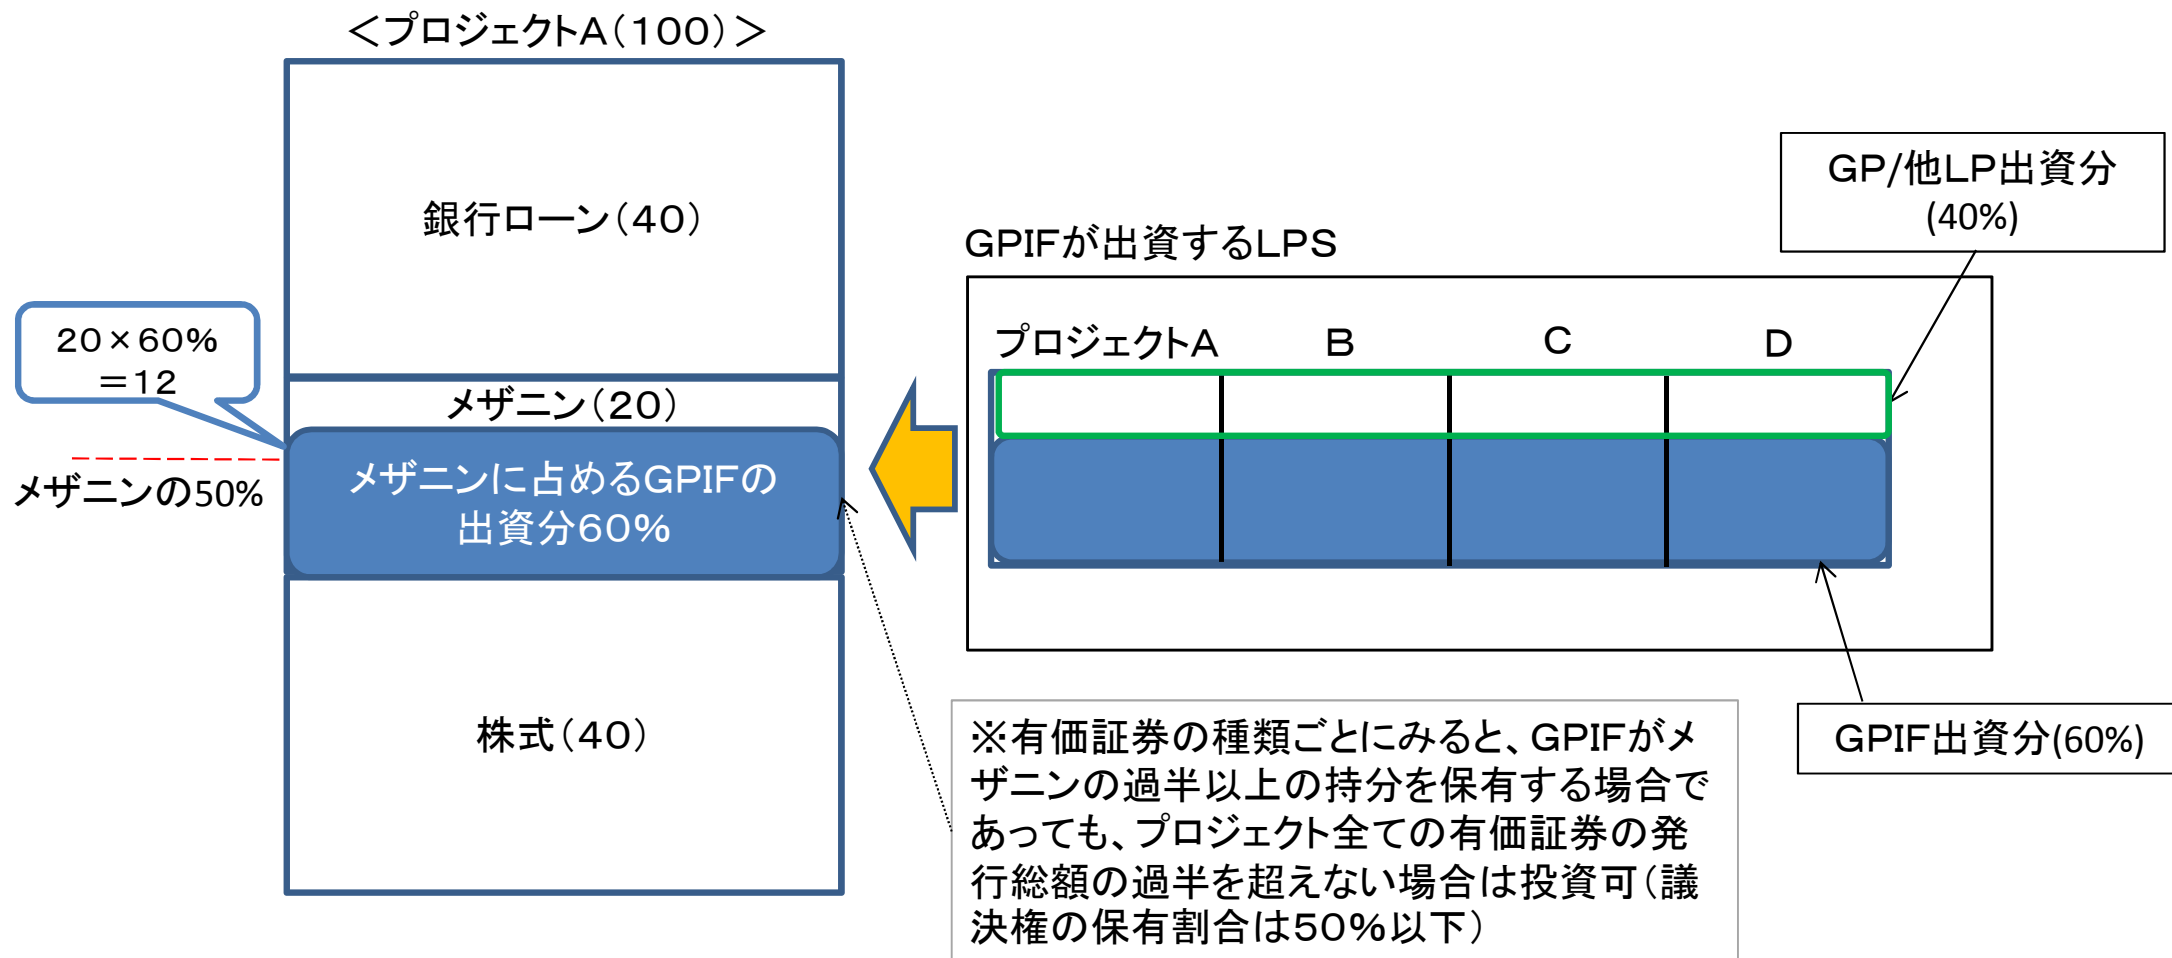 ＜プロジェクトA（100）＞
銀行ローン（40）
20×60%
＝12
メザニン（20）
メザニンの50%
メザニンに占めるGPIFの
出資分60%
株式（40）
GPIFが出資するLPS
プロジェクトA B C D
GP/他LP出資分
(40%)
GPIF出資分(60%)
※有価証券の種類ごとにみると、GPIFがメ
ザニンの過半以上の持分を保有する場合で
あっても、プロジェクト全ての有価証券の発
行総額の過半を超えない場合は投資可（議
決権の保有割合は50%以下）